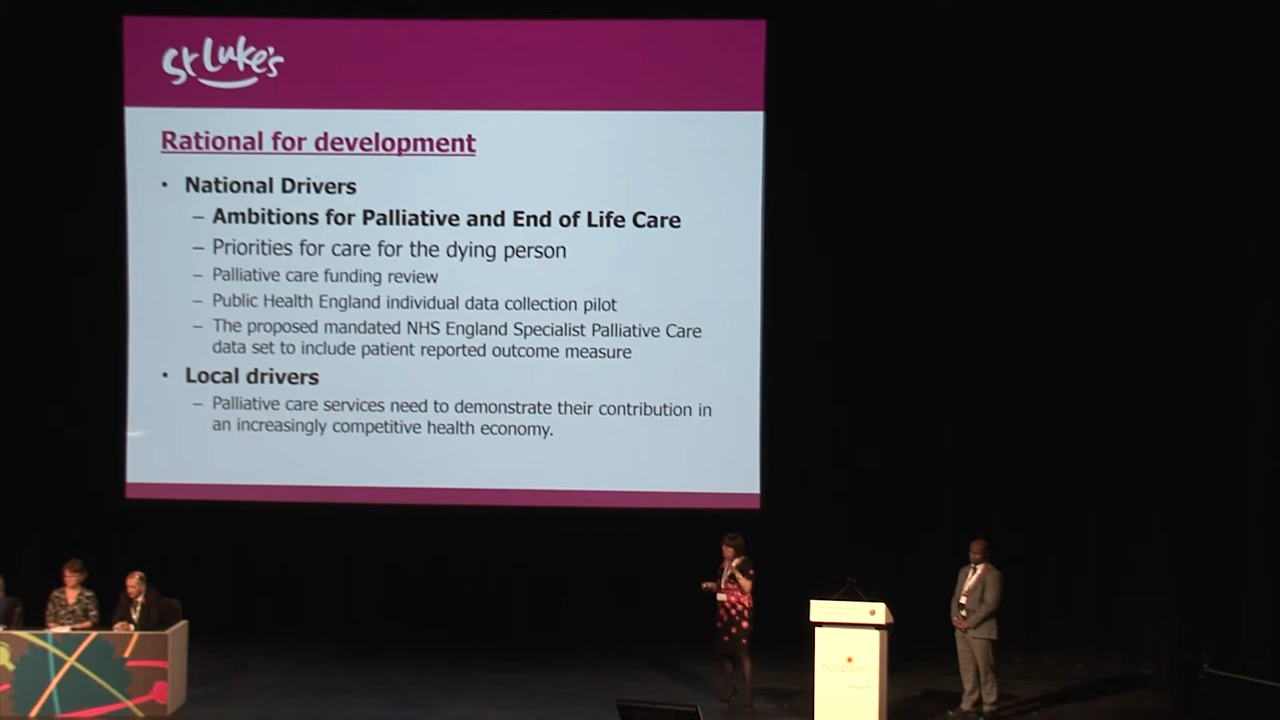 St Luke's
Rational for development
• National Drivers
– Ambitions for Palliative and End of Life Care
– Priorities for care for the dying person
– Palliative care funding review
– Public Health England individual data collection pilot
– The proposed mandated NHS England Specialist Palliative Care
data set to include patient reported outcome measure
• Local drivers
– Palliative care services need to demonstrate their contribution in
an increasingly competitive health economy.
hospice